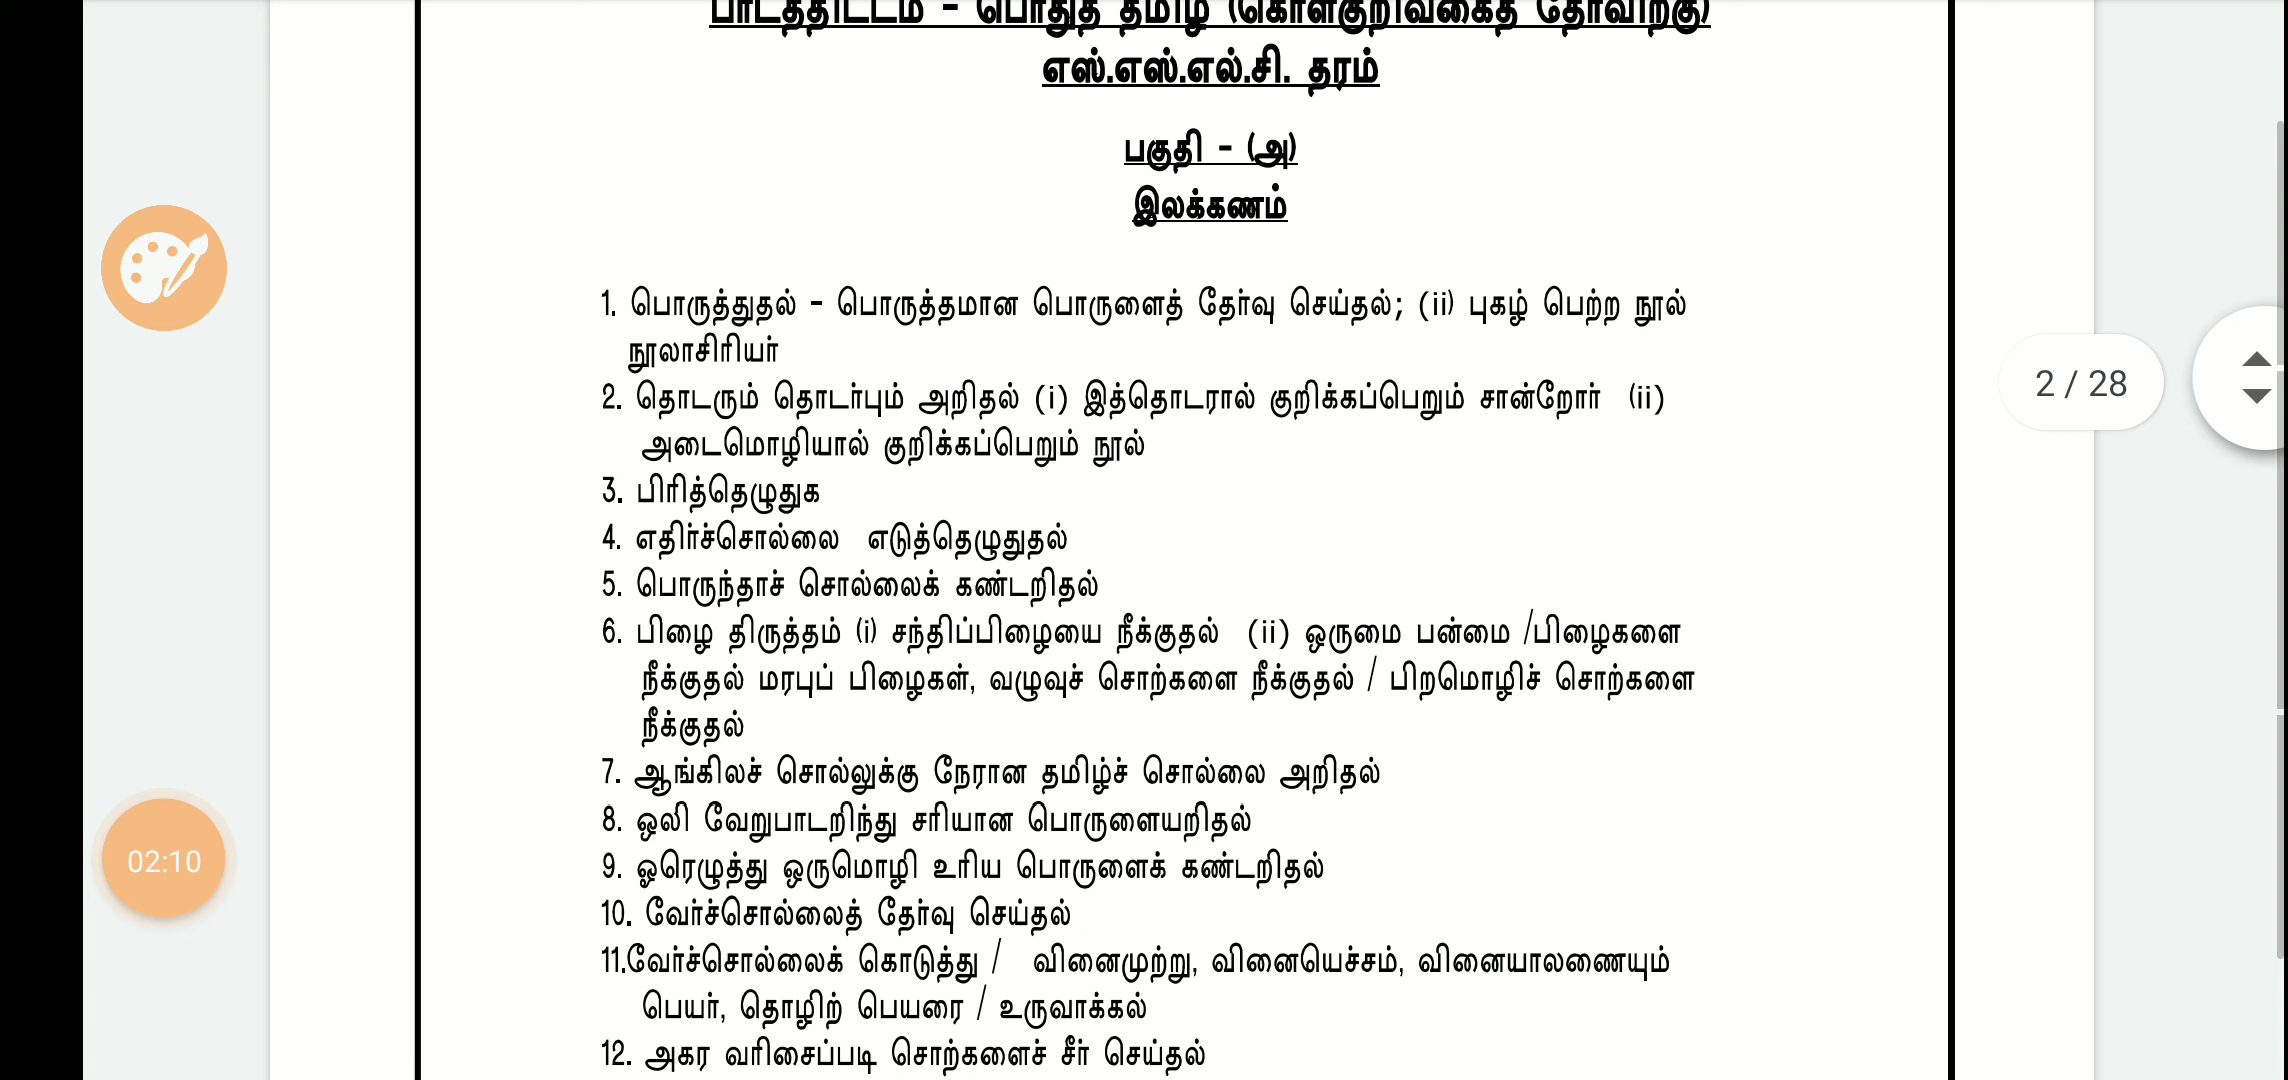 பாடத்திட்டம் – பொதுத் தமிழ் (கொள்குறிவகைத் தேர்விற்கு)
எஸ்.எஸ்.எல்.சி. தரம்
பகுதி – (அ)
இலக்கணம்
1. பொருத்துதல் – பொருத்தமான பொருளைத் தேர்வு செய்தல்; (ii) புகழ் பெற்ற நூல்
நூலாசிரியர்
2. தொடரும் தொடர்பும் அறிதல் (i) இத்தொடரால் குறிக்கப்பெறும் சான்றோர் (ii)
அடைமொழியால் குறிக்கப்பெறும் நூல்
2 / 28
3. பிரித்தெழுதுக
4. எதிர்ச்சொல்லை எடுத்தெழுதுதல்
5. பொருந்தாச் சொல்லைக் கண்டறிதல்
6. பிழை திருத்தம் (i) சந்திப்பிழையை நீக்குதல் (ii) ஒருமை பன்மை /பிழைகளை
நீக்குதல் மரபுப் பிழைகள், வழுவுச் சொற்களை நீக்குதல் / பிறமொழிச் சொற்களை
நீக்குதல்
7. ஆங்கிலச் சொல்லுக்கு நேரான தமிழ்ச் சொல்லை அறிதல்
8. ஒலி வேறுபாடறிந்து சரியான பொருளையறிதல்
02:10
9. ஓரெழுத்து ஒருமொழி உரிய பொருளைக் கண்டறிதல்
10. வேர்ச்சொல்லைத் தேர்வு செய்தல்
11.வேர்ச்சொல்லைக் கொடுத்து / வினைமுற்று, வினையெச்சம், வினையாலணையும்
பெயர், தொழிற் பெயரை / உருவாக்கல்
12. அகர வரிசைப்படி சொற்களைச் சீர் செய்தல்